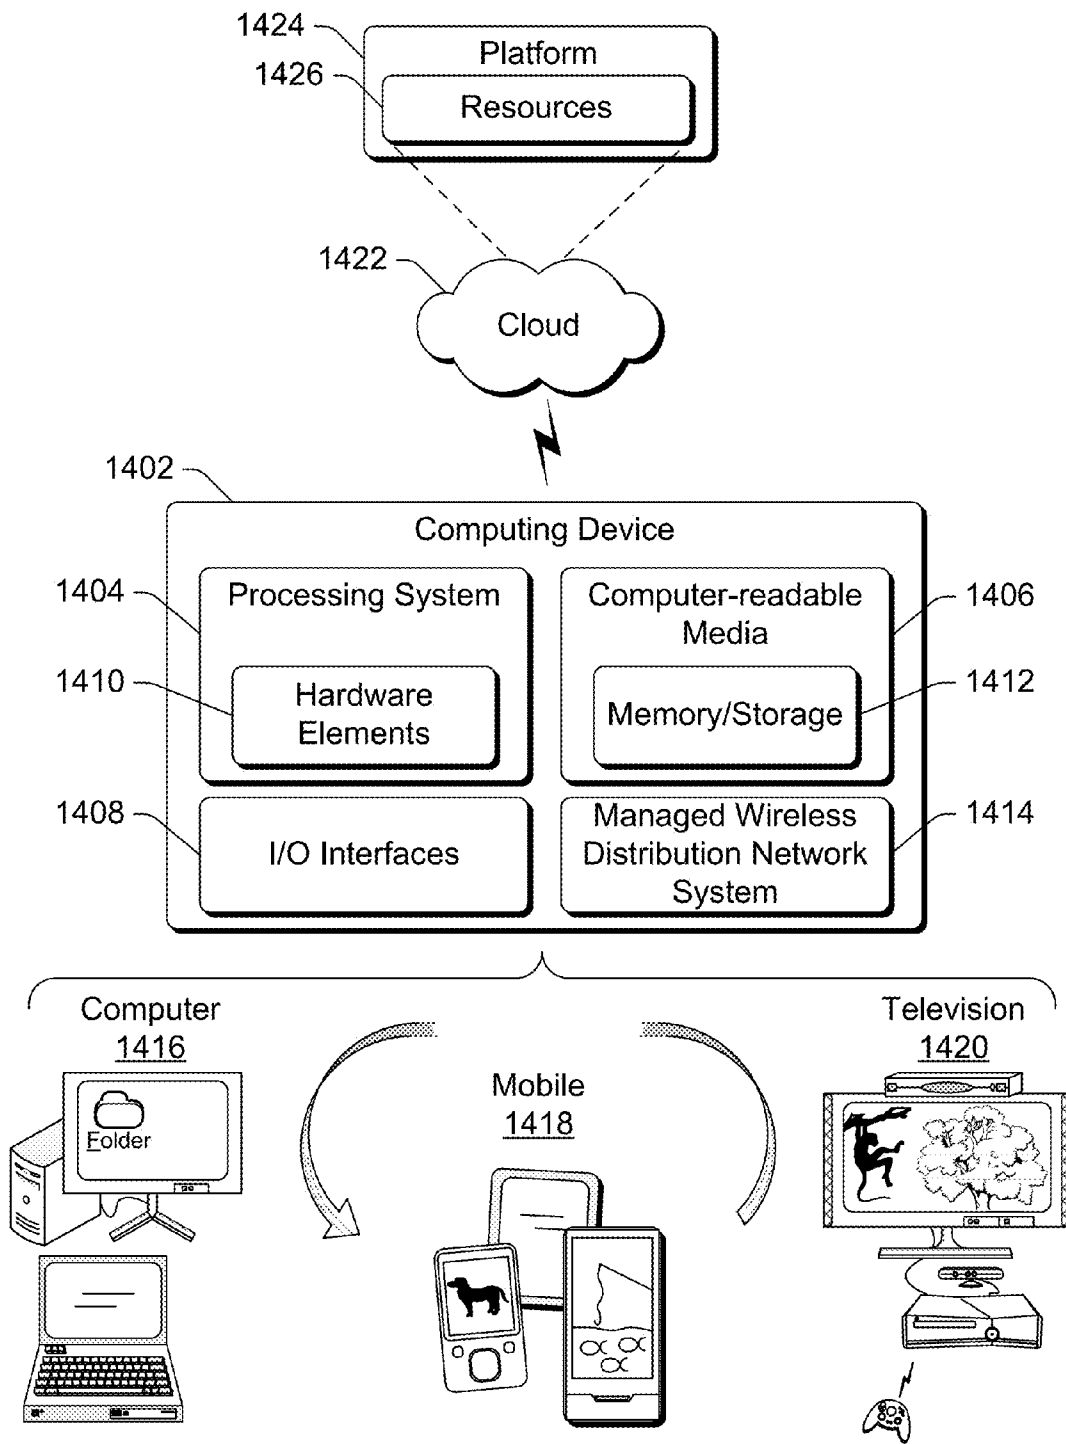 1424
Platform
1426
Resources
1422
Cloud
1402
Computing Device
1404
Processing System
Computer-readable
Media
1406
1410
Hardware
Elements
Memory/Storage
1412
1408
I/O Interfaces
Managed Wireless
Distribution Network
System
1414
Computer
1416
Folder
Mobile
1418
Television
1420